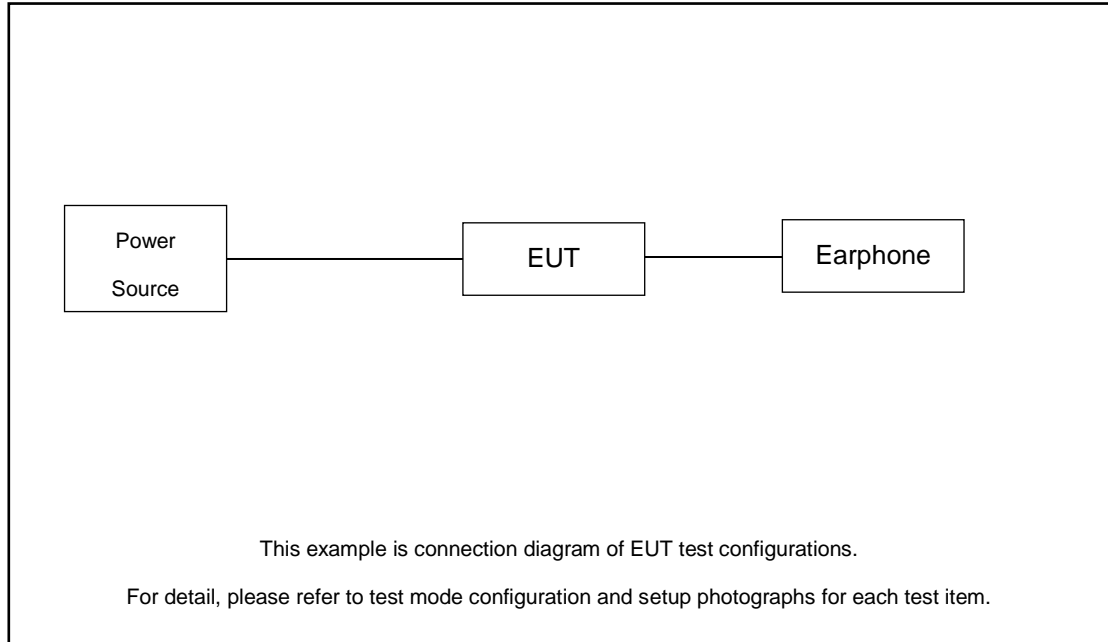 Power
Source
EUT
Earphone
This example is connection diagram of EUT test configurations.
For detail, please refer to test mode configuration and setup photographs for each test item.